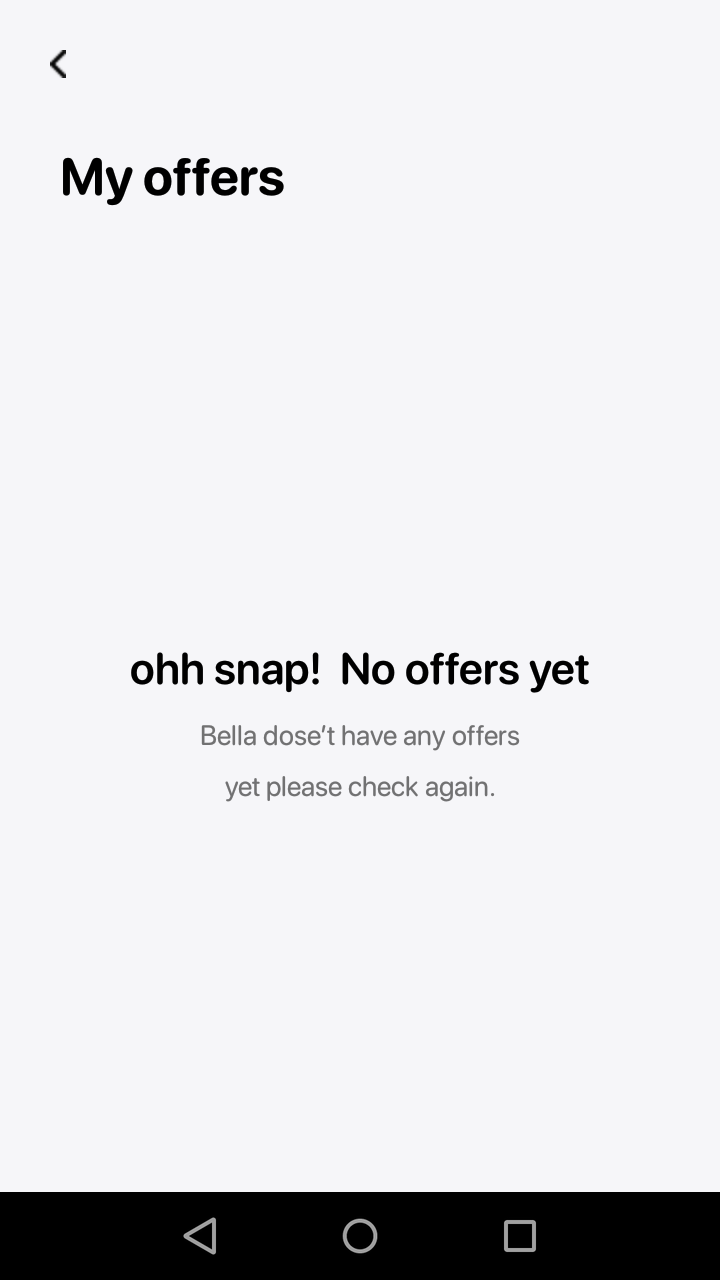 My offers
ohh snap!  No offers yet
Bella dose't have any offers
yet please check again.